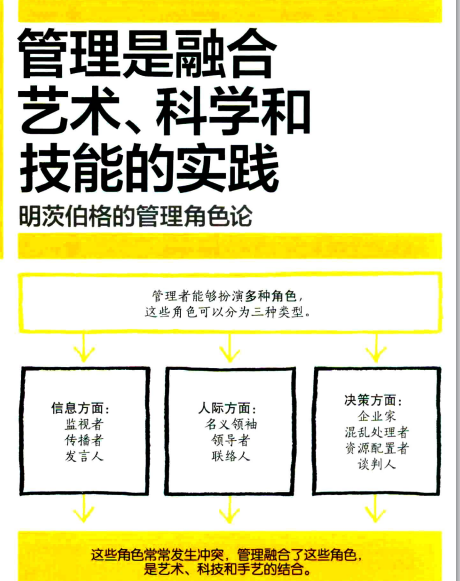 管理是融合
艺术、科学和
技能的实践
明茨伯格的管理角色论
管理者能够扮演多种角色，
这些角色可以分为三种类型。
信息方面：
监视者
传播者
发言人
人际方面：
名义领袖
领导者
联络人
决策方面：
企业家
混乱处理者
资源配置者
谈判人
这些角色常常发生冲突，管理融合了这些角色，
是艺术、科技和手艺的结合。